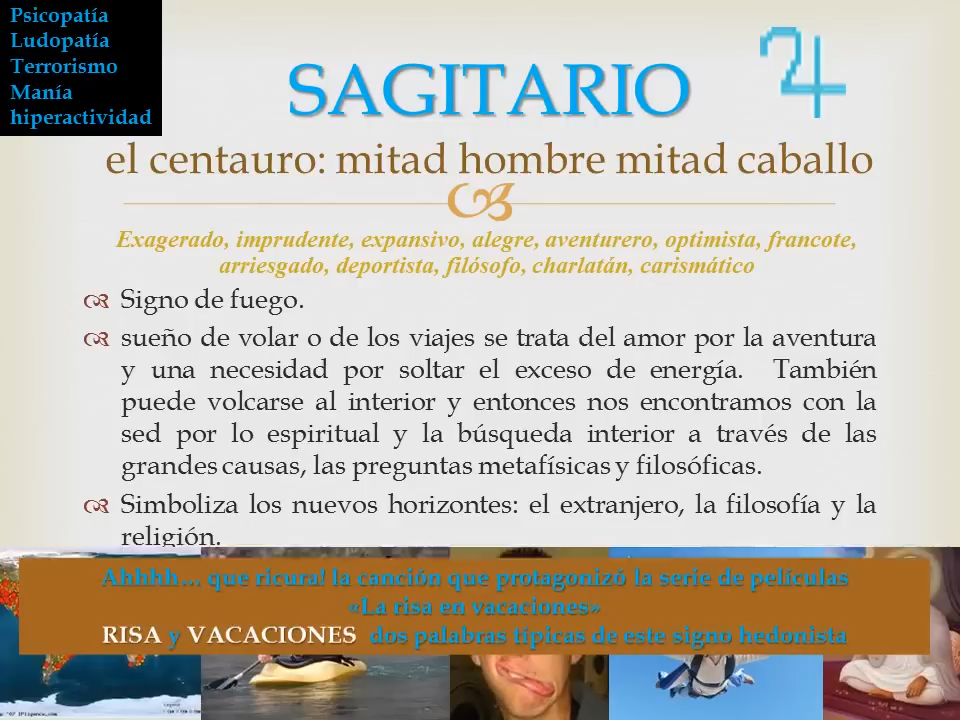 Psicopatía
Ludopatía
Terrorismo
Manía
hiperactividad
SAGITARIO
el centauro: mitad hombre mitad caballo
Exagerado, imprudente, expansivo, alegre, aventurero, optimista, francote,
arriesgado, deportista, filósofo, charlatán, carismático
Signo de fuego.
sueño de volar o de los viajes se trata del amor por la aventura
y una necesidad por soltar el exceso de energía. También
puede volcarse al interior y entonces nos encontramos con la
sed por lo espiritual y la búsqueda interior a través de las
grandes causas, las preguntas metafísicas y filosóficas.
Simboliza los nuevos horizontes: el extranjero, la filosofía y la
religión.
Ahhhh... que ricura! la canción que protagonizó la serie de películas
«La risa en vacaciones»
RISA y VACACIONES dos palabras típicas de este signo hedonista